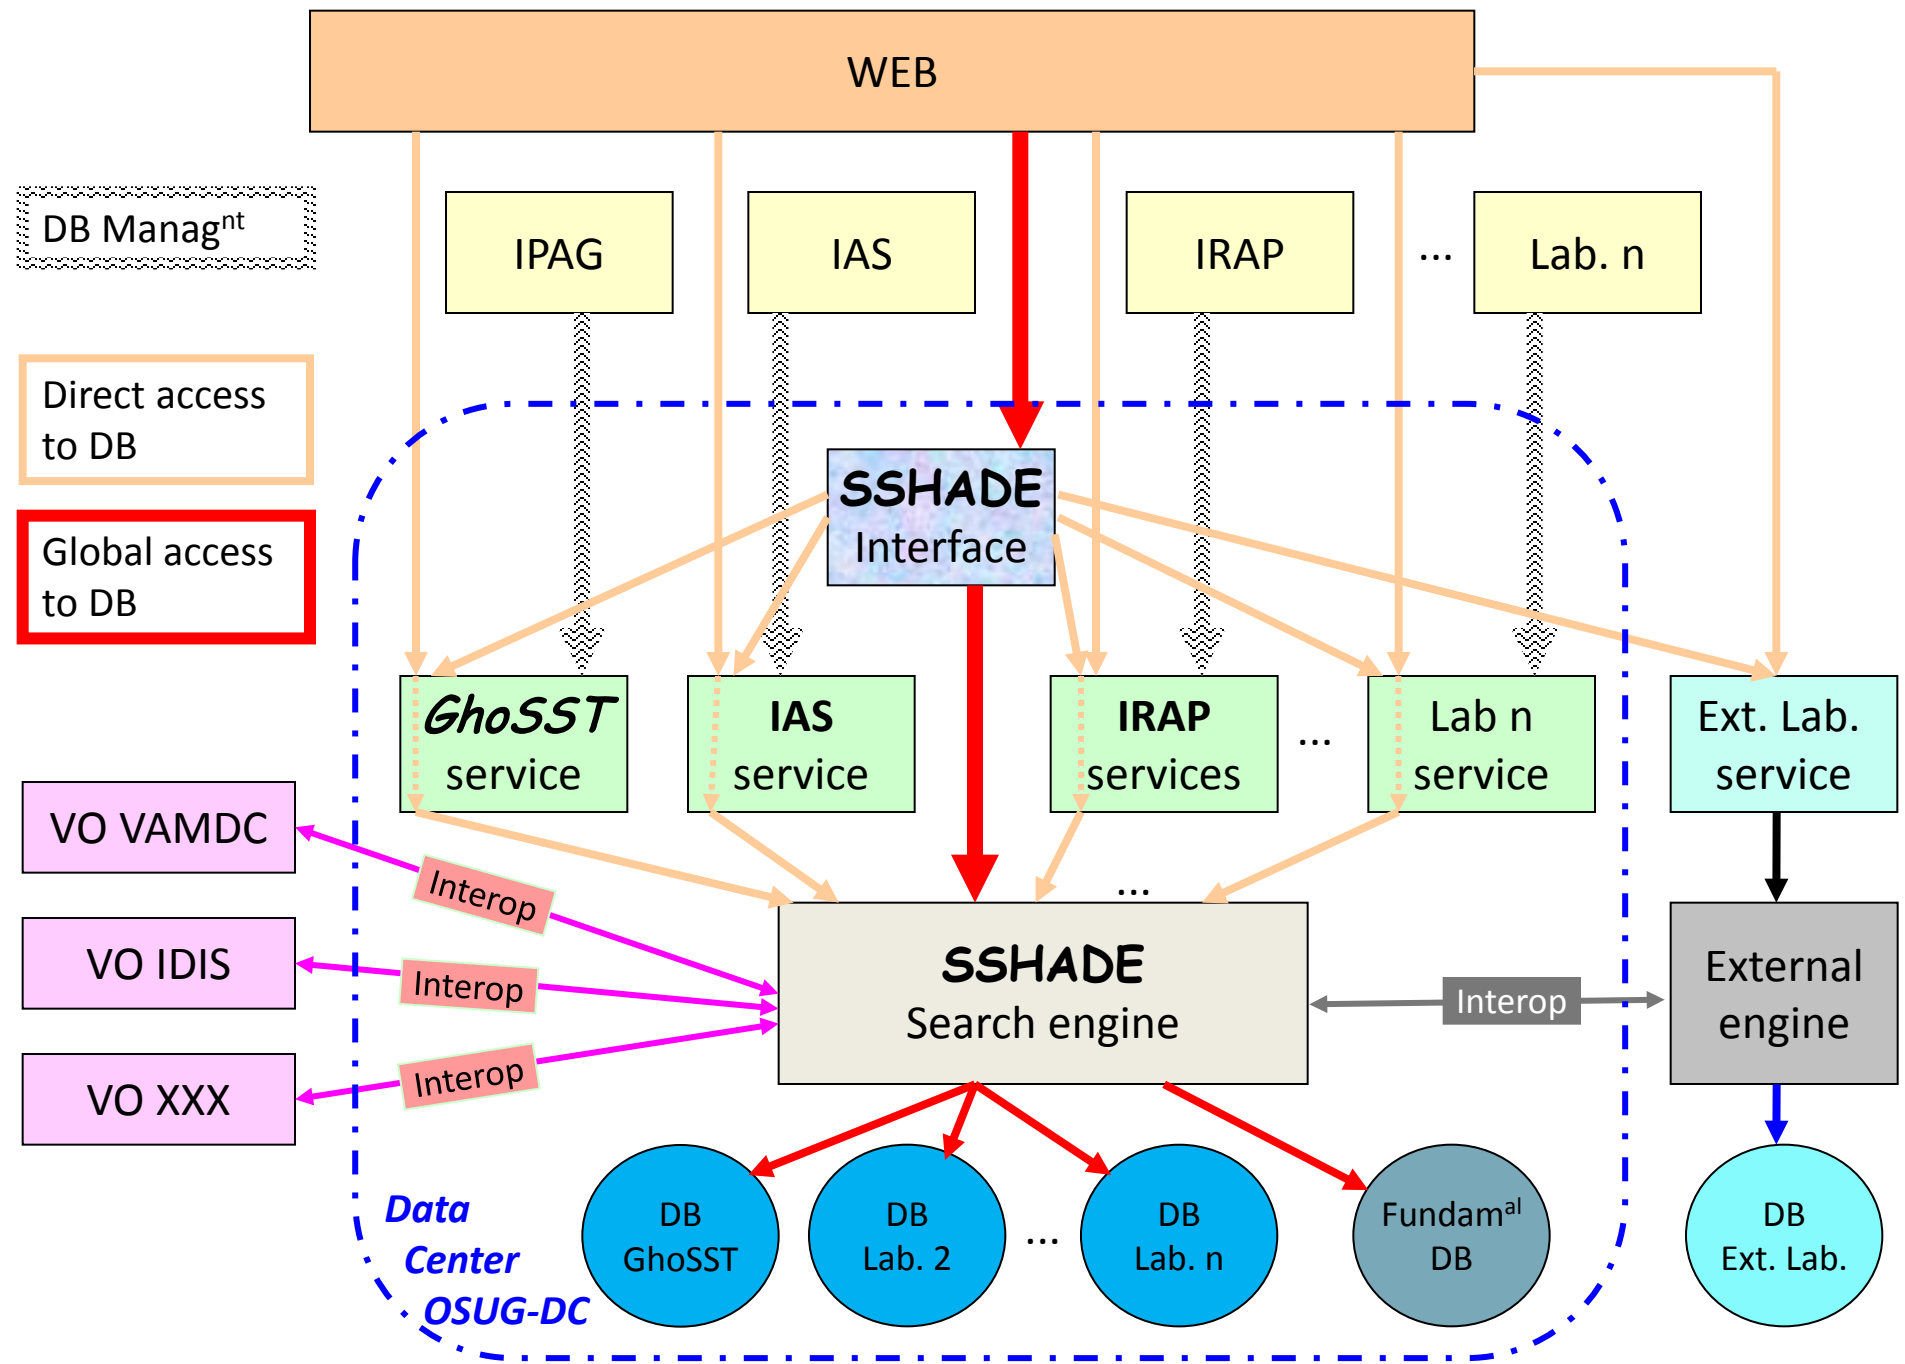 WEB
DB Managnt
IPAG
IAS
IRAP
...
Lab. n
Direct access
to DB
Global access
to DB
SSHADE
Interface
GhoSST
service
IAS
service
IRAP
services
...
Lab n
service
Ext. Lab.
service
VO VAMDC
Interop
...
VO IDIS
Interop
SSHADE
Search engine
Interop
External
engine
VO XXX
Interop
Data
Center
OSUG-DC
DB
GhoSST
DB
Lab. 2
...
DB
Lab. n
Fundamal
DB
DB
Ext. Lab.